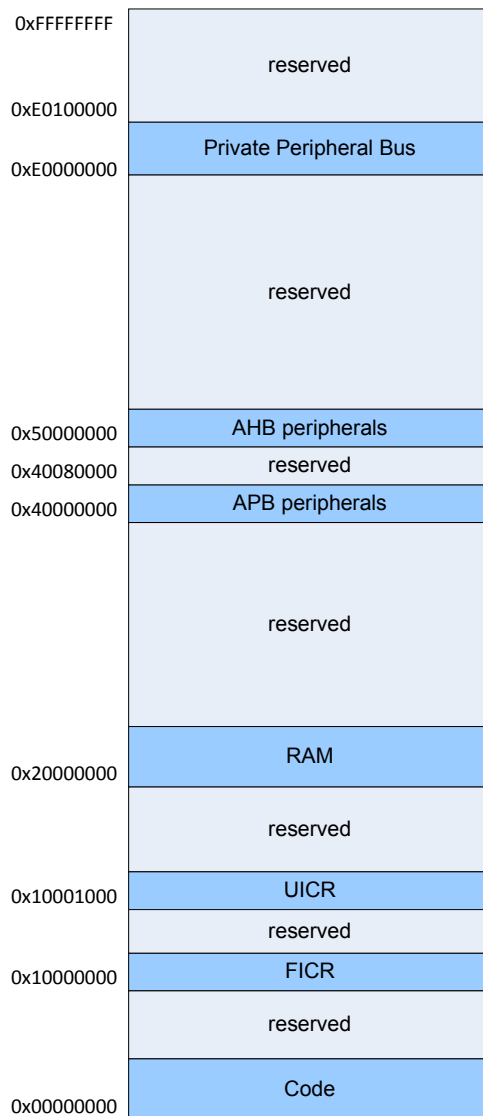 0xFFFFFFFF
reserved
0xE0100000
Private Peripheral Bus
0xE0000000
reserved
AHB peripherals
0x50000000
reserved
0x40080000
APB peripherals
0x40000000
reserved
RAM
0x20000000
reserved
UICR
0x10001000
reserved
FICR
0x10000000
reserved
Code
0x00000000